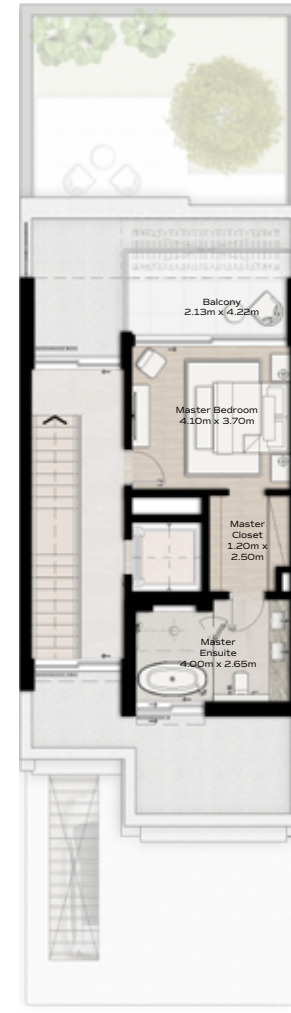 Balcony
2.13m x 4.22m
Master Bedroom
4.10m x 3.70m
Master
Closet
1.20m x
2.50m
Master
Ensuite
4.00m x 2.65m